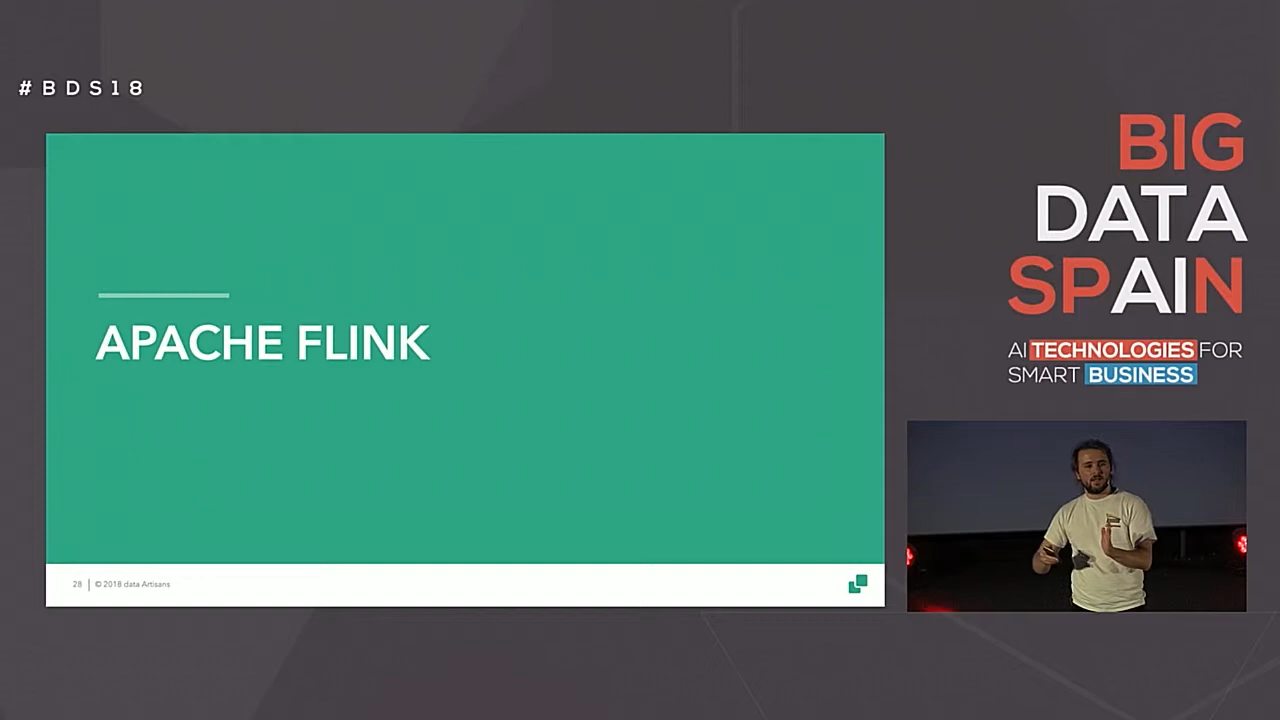 #BDS18
BIG
DATA
SPAIN
AI TECHNOLOGIES FOR
SMART BUSINESS
APACHE FLINK
28 | © 2018 data Artisans